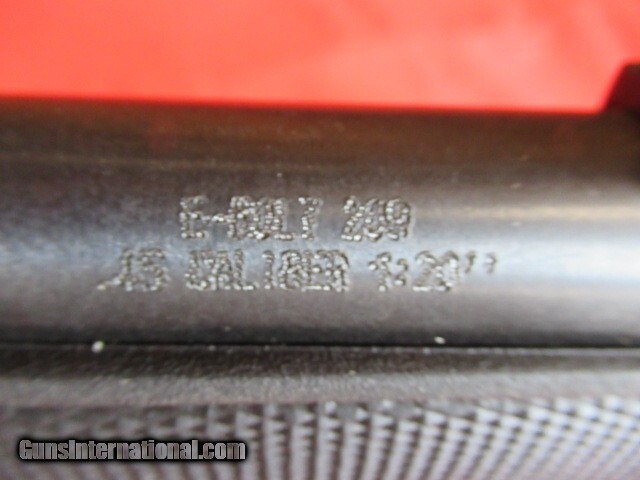 E-BOLT 209
.45 CALIBER 1:20"
GunsInternational.com